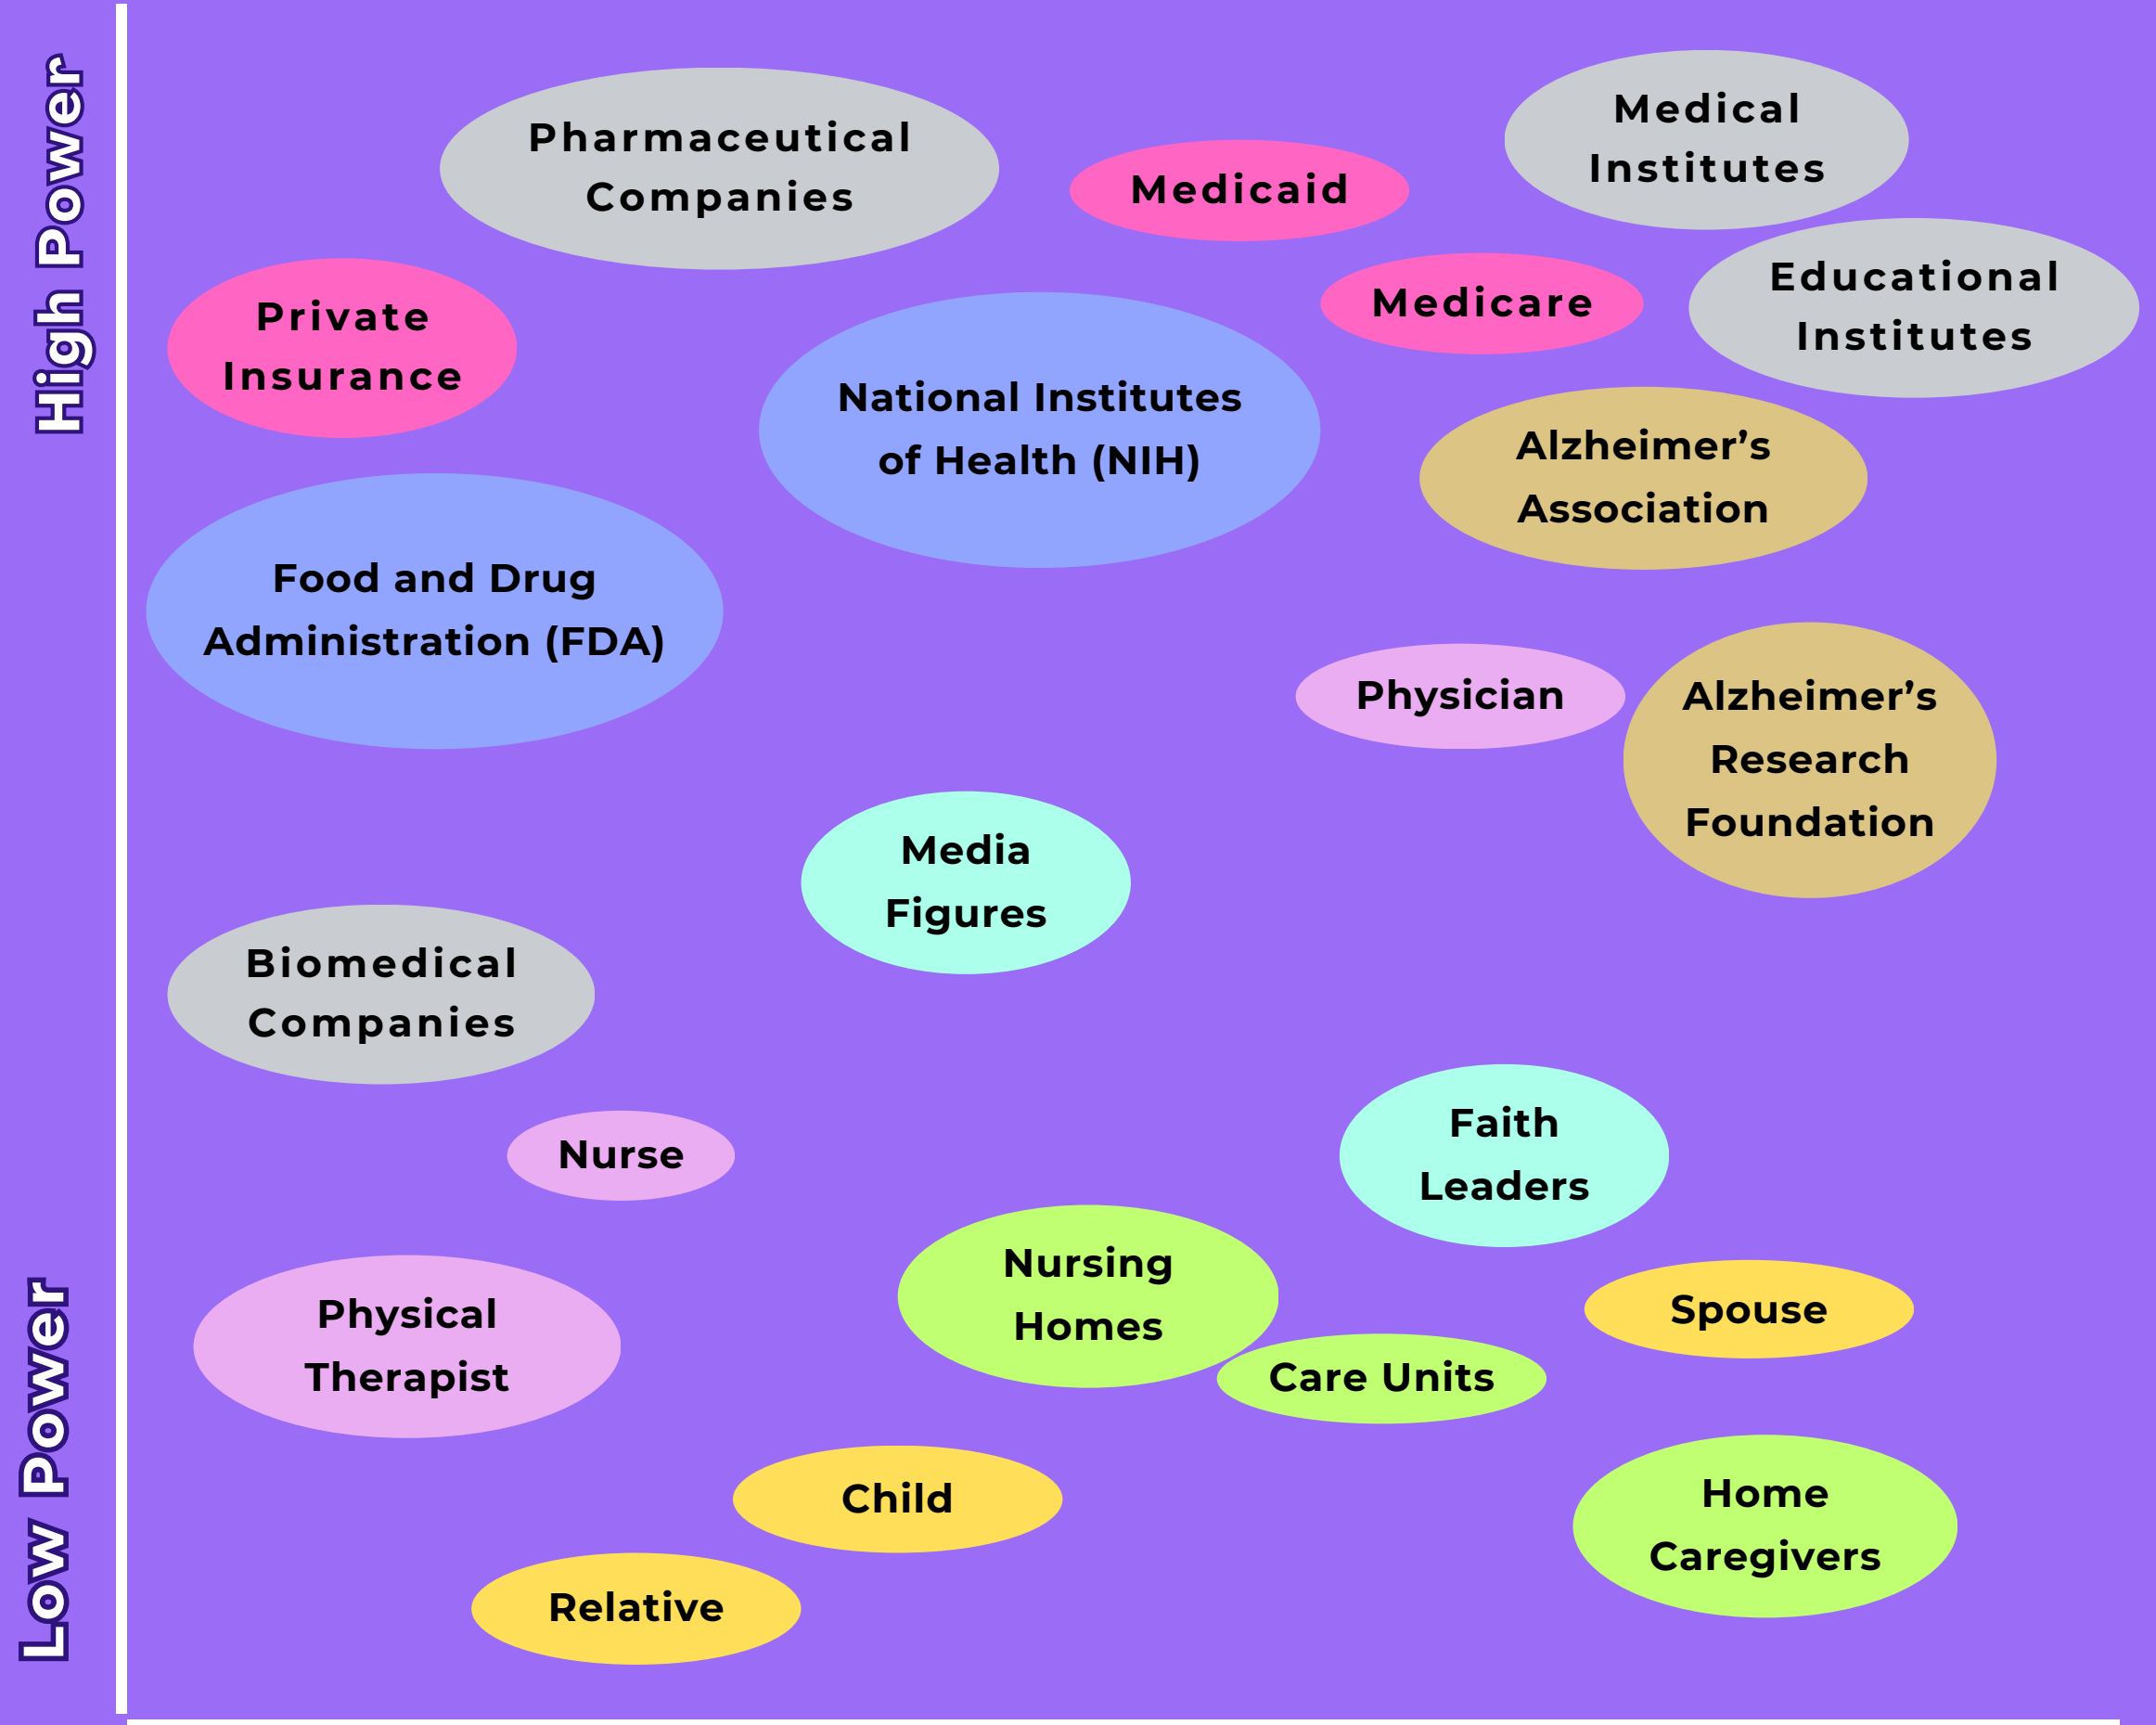 High Power
Pharmaceutical
Companies
Medicaid
Medical
Institutes
Private
Insurance
Medicare
Educational
Institutes
National Institutes
of Health (NIH)
Alzheimer’s
Association
Food and Drug
Administration (FDA)
Physician
Alzheimer’s
Research
Foundation
Media
Figures
Biomedical
Companies
Nurse
Faith
Leaders
Low Power
Physical
Therapist
Nursing
Homes
Spouse
Care Units
Child
Home
Caregivers
Relative